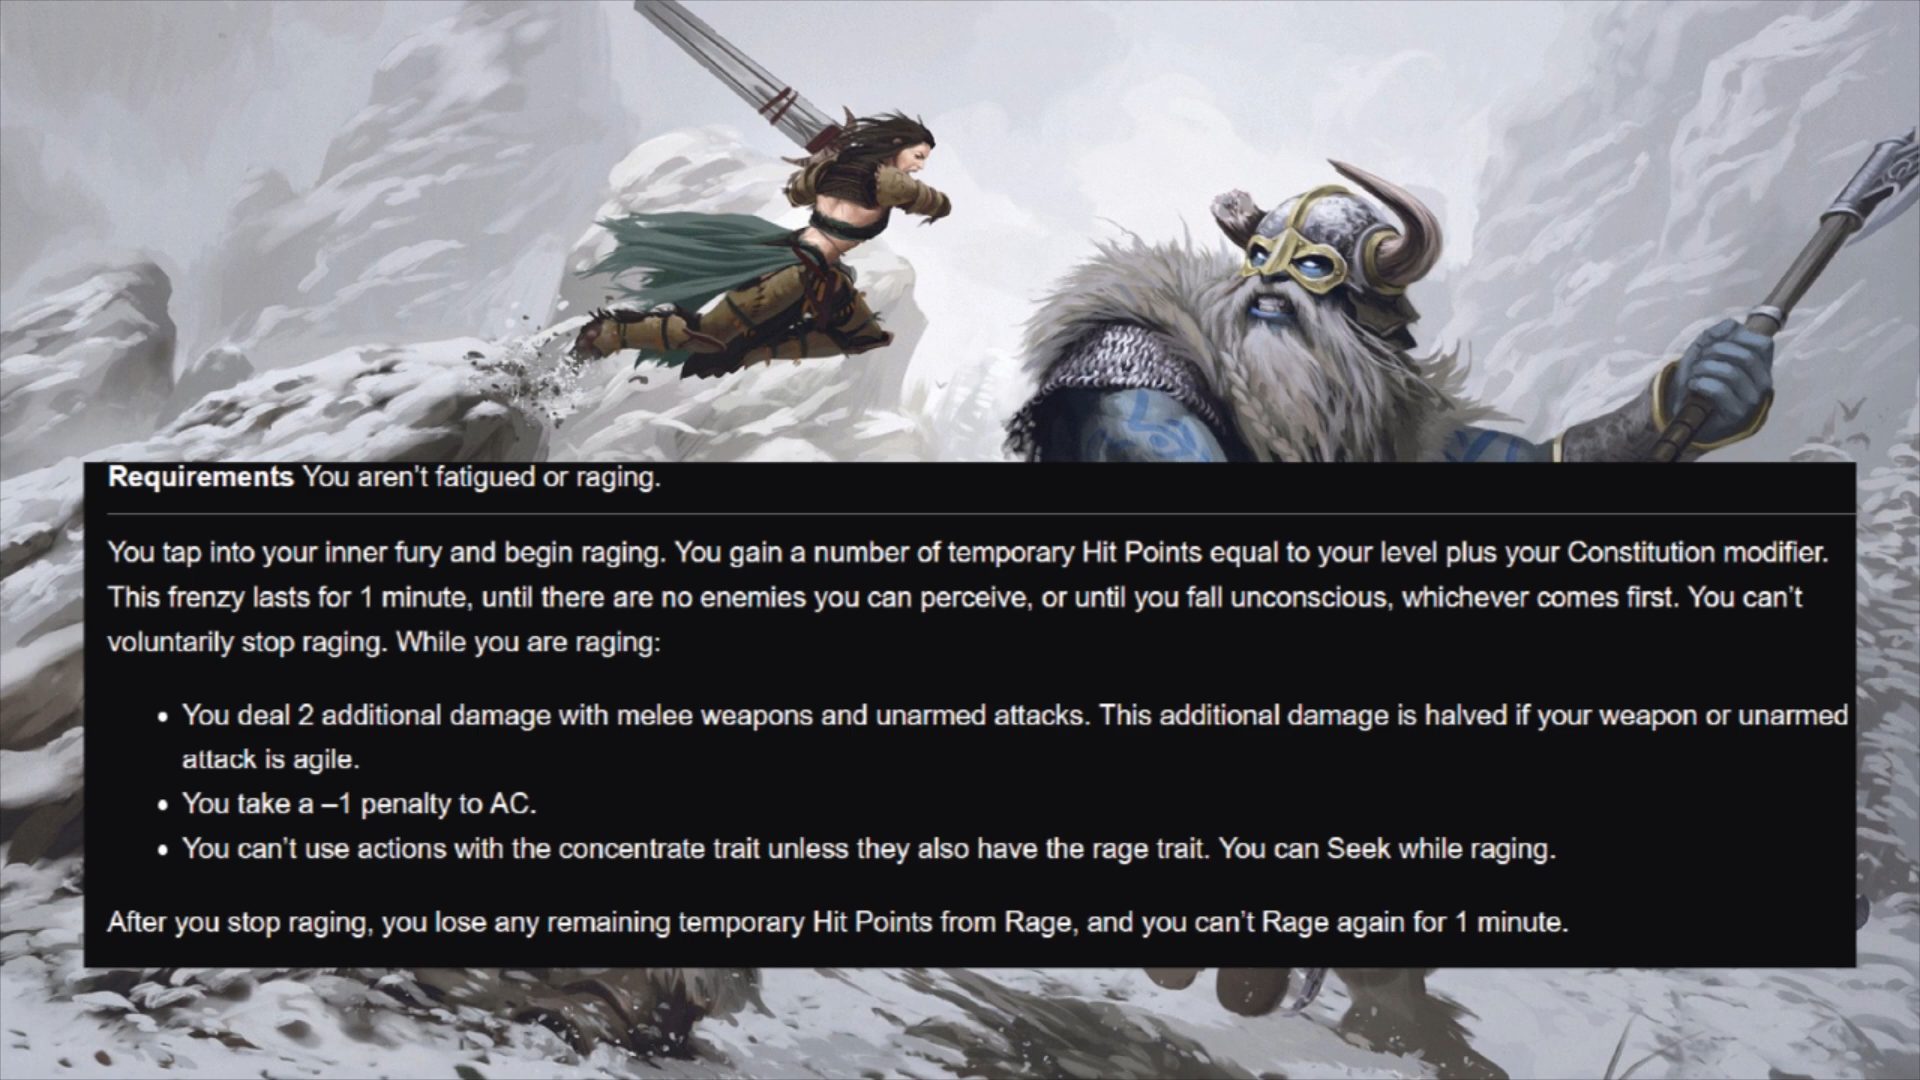 Requirements You aren’t fatigued or raging.
You tap into your inner fury and begin raging. You gain a number of temporary Hit Points equal to your level plus your Constitution modifier.
This frenzy lasts for 1 minute, until there are no enemies you can perceive, or until you fall unconscious, whichever comes first. You can’t
voluntarily stop raging. While you are raging:
• You deal 2 additional damage with melee weapons and unarmed attacks. This additional damage is halved if your weapon or unarmed
attack is agile.
• You take a –1 penalty to AC.
• You can’t use actions with the concentrate trait unless they also have the rage trait. You can Seek while raging.
After you stop raging, you lose any remaining temporary Hit Points from Rage, and you can’t Rage again for 1 minute.